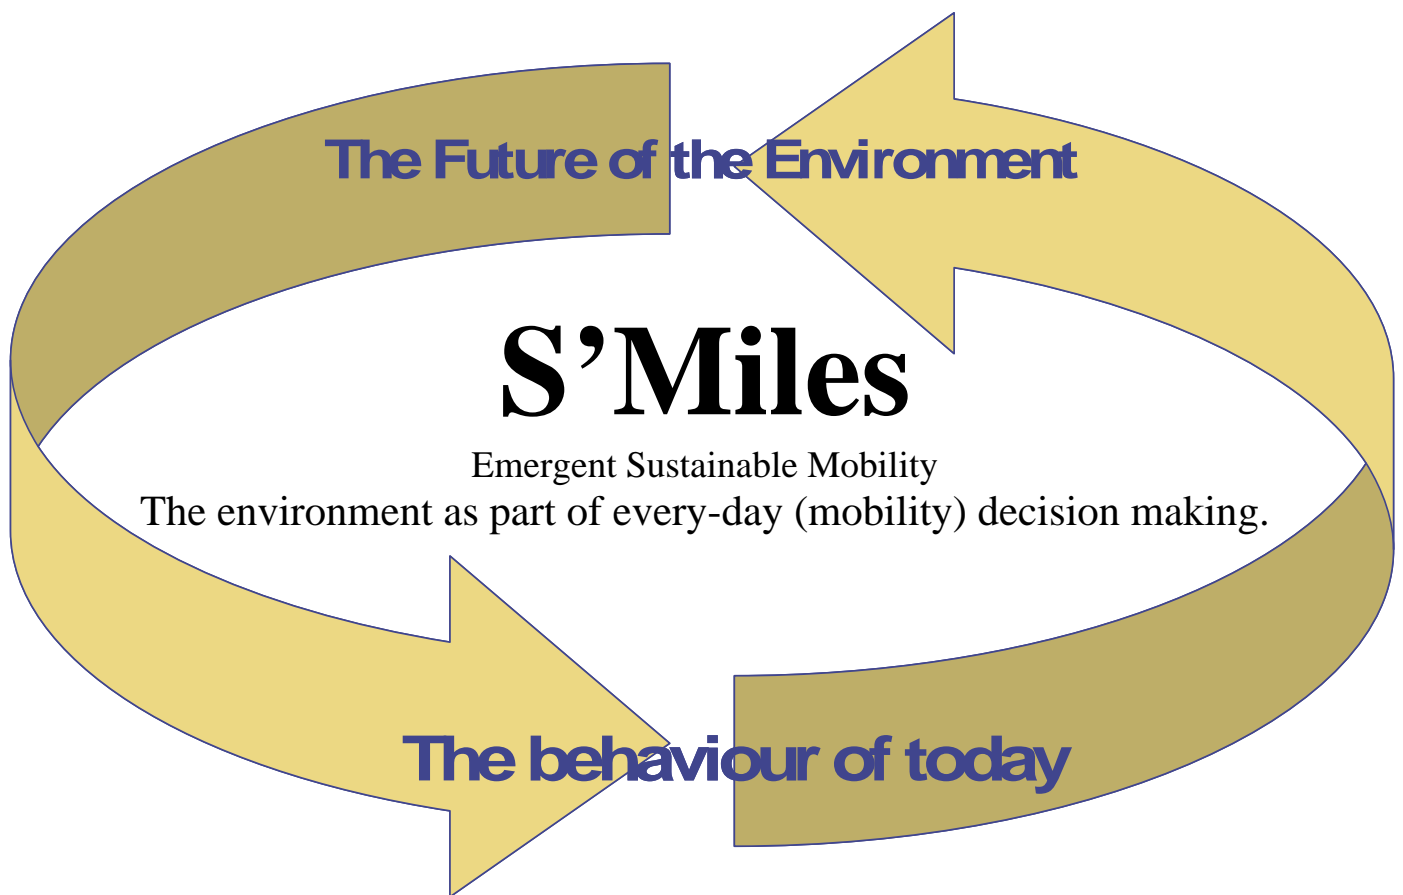 The Future of the Environment
S’Miles
Emergent Sustainable Mobility
The environment as part of every-day (mobility) decision making.
The behaviour of today